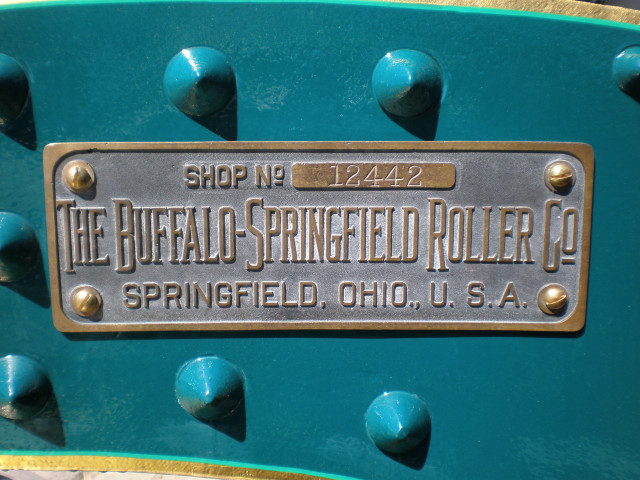 SHOP Nº 12442
THE BUFFALO-SPRINGFIELD ROLLER Cº
SPRINGFIELD. OHIO., U. S. A.